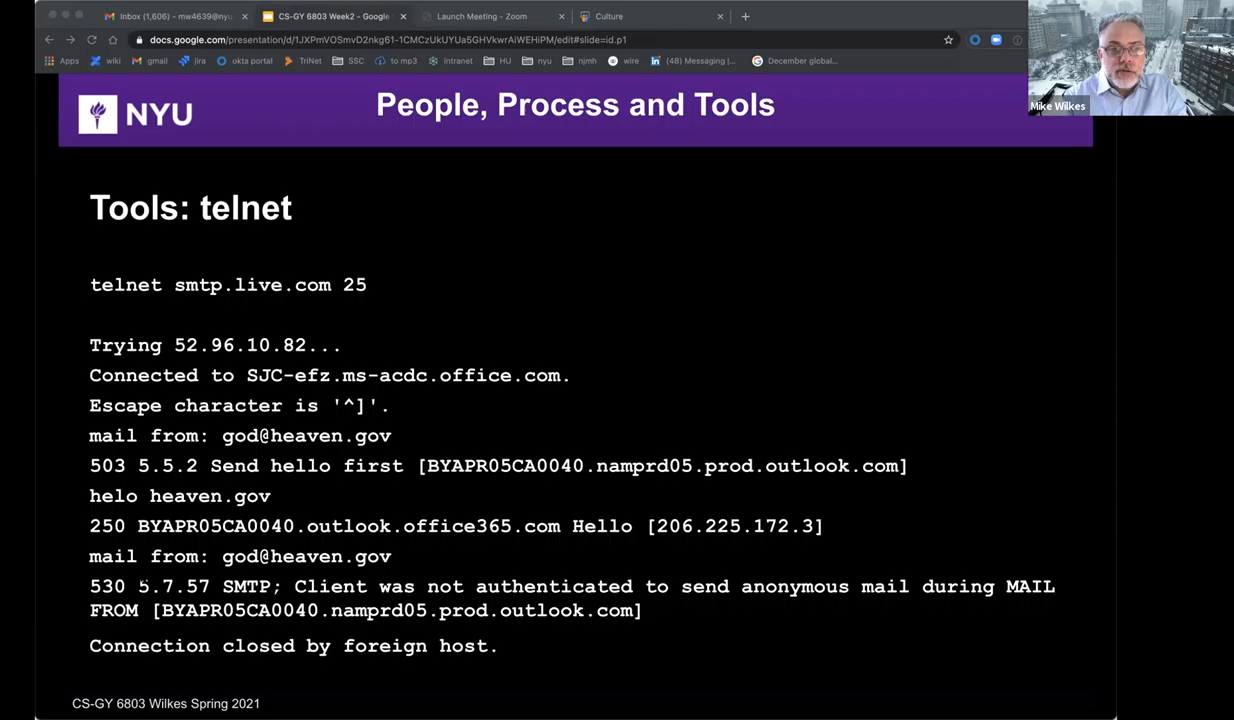 Inbox (1,606) - mw4639@nyu
CS-GY 6803 Week2 - Google
Launch Meeting - Zoom
Culture
docs.google.com/presentation/d/1JXPmVOSmvD2nkg61-1CMCzUkUYUa5GHVkwrAiWEHiPM/edit#slide=id.p1
Apps
wiki
gmail
jira
okta portal
TriNet
SSC
to mp3
intranet
HU
nyu
njmh
wire
(48) Messaging |...
December global...
Mike Wilkes
NYU
People, Process and Tools
Tools: telnet
telnet smtp.live.com 25
Trying 52.96.10.82...
Connected to SJC-efz.ms-acdc.office.com.
Escape character is '^]'.
mail from: god@heaven.gov
503 5.5.2 Send hello first [BYAPR05CA0040.namprd05.prod.outlook.com]
helo heaven.gov
250 BYAPR05CA0040.outlook.office365.com Hello [206.225.172.3]
mail from: god@heaven.gov
530 5.7.57 SMTP; Client was not authenticated to send anonymous mail during MAIL
FROM [BYAPR05CA0040.namprd05.prod.outlook.com]
Connection closed by foreign host.
CS-GY 6803 Wilkes Spring 2021